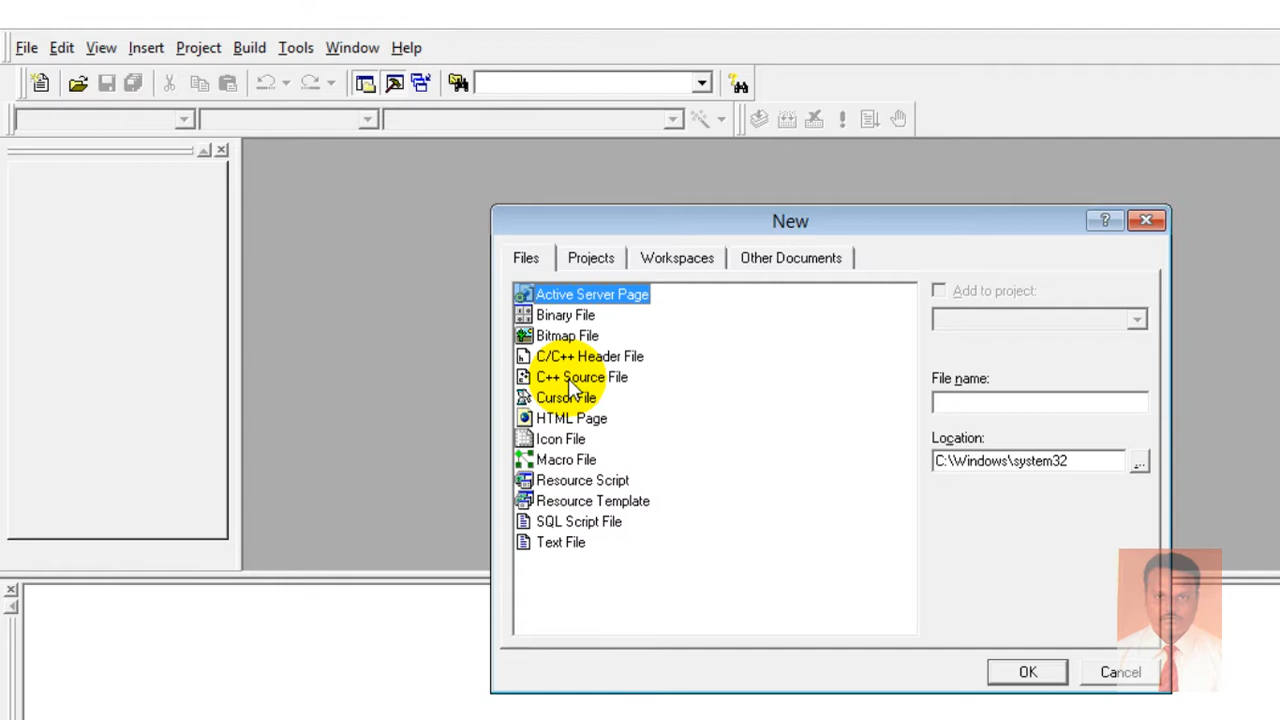 File Edit View Insert Project Build Tools Window Help
New
Files Projects Workspaces Other Documents
Active Server Page
Binary File
Bitmap File
C/C++ Header File
C++ Source File
Cursor File
HTML Page
Icon File
Macro File
Resource Script
Resource Template
SQL Script File
Text File
Add to project:
File name:
Location:
C:\Windows\system32
...
OK Cancel